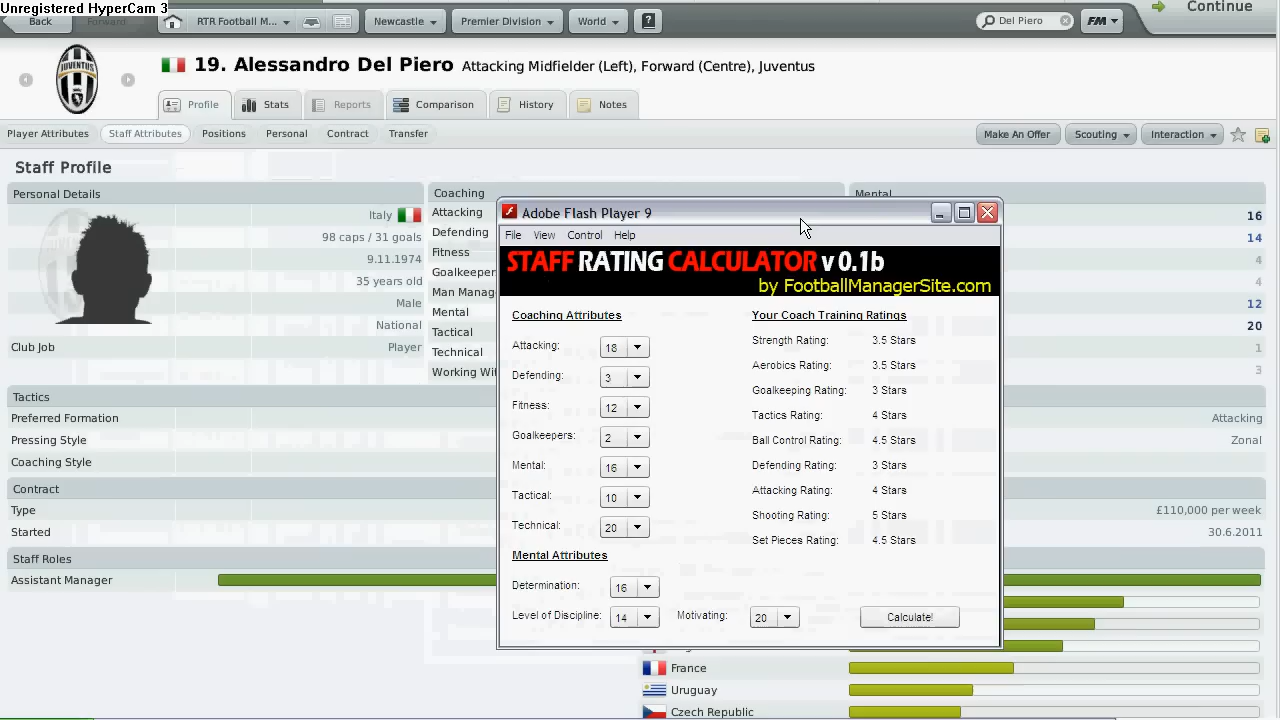 Unregistered HyperCam 3
Back
Forward
RTR Football M...
Newcastle
Premier Division
World
?
Del Piero
FM
Continue
19. Alessandro Del Piero Attacking Midfielder (Left), Forward (Centre), Juventus
JUVENTUS
Profile
Stats
Reports
Comparison
History
Notes
Player Attributes
Staff Attributes
Positions
Personal
Contract
Transfer
Make An Offer
Scouting
Interaction
Staff Profile
Personal Details
Italy
98 caps / 31 goals
9.11.1974
35 years old
Male
National
Club Job
Player
Coaching
Attacking
Defending
Fitness
Goalkeeper
Man Manag
Mental
Tactical
Technical
Working Wit
Mental
16
14
4
4
12
20
1
3
Tactics
Preferred Formation
Attacking
Pressing Style
Zonal
Coaching Style
Contract
Type
£110,000 per week
Started
30.6.2011
Staff Roles
Assistant Manager
France
Uruguay
Czech Republic
Adobe Flash Player 9
File View Control Help
STAFF RATING CALCULATOR v 0.1b
by FootballManagerSite.com
Coaching Attributes
Attacking: 18
Defending: 3
Fitness: 12
Goalkeepers: 2
Mental: 16
Tactical: 10
Technical: 20
Mental Attributes
Determination: 16
Level of Discipline: 14
Motivating: 20
Calculate!
Your Coach Training Ratings
Strength Rating: 3.5 Stars
Aerobics Rating: 3.5 Stars
Goalkeeping Rating: 3 Stars
Tactics Rating: 4 Stars
Ball Control Rating: 4.5 Stars
Defending Rating: 3 Stars
Attacking Rating: 4 Stars
Shooting Rating: 5 Stars
Set Pieces Rating: 4.5 Stars